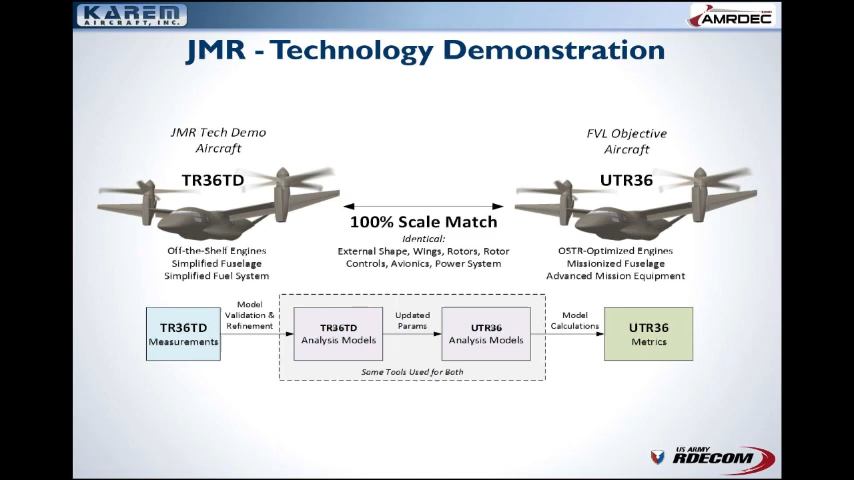 KAREM
AIRCRAFT, INC.
AMRDEC
JMR - Technology Demonstration
JMR Tech Demo
Aircraft
TR36TD
FVL Objective
Aircraft
UTR36
100% Scale Match
Identical:
External Shape, Wings, Rotors, Rotor
Controls, Avionics, Power System
Off-the-Shelf Engines
Simplified Fuselage
Simplified Fuel System
OSTR-Optimized Engines
Missionized Fuselage
Advanced Mission Equipment
TR36TD
Measurements
Model
Validation &
Refinement
TR36TD
Analysis Models
Updated
Params
UTR36
Analysis Models
Same Tools Used for Both
Model
Calculations
UTR36
Metrics
US ARMY
RDECOM